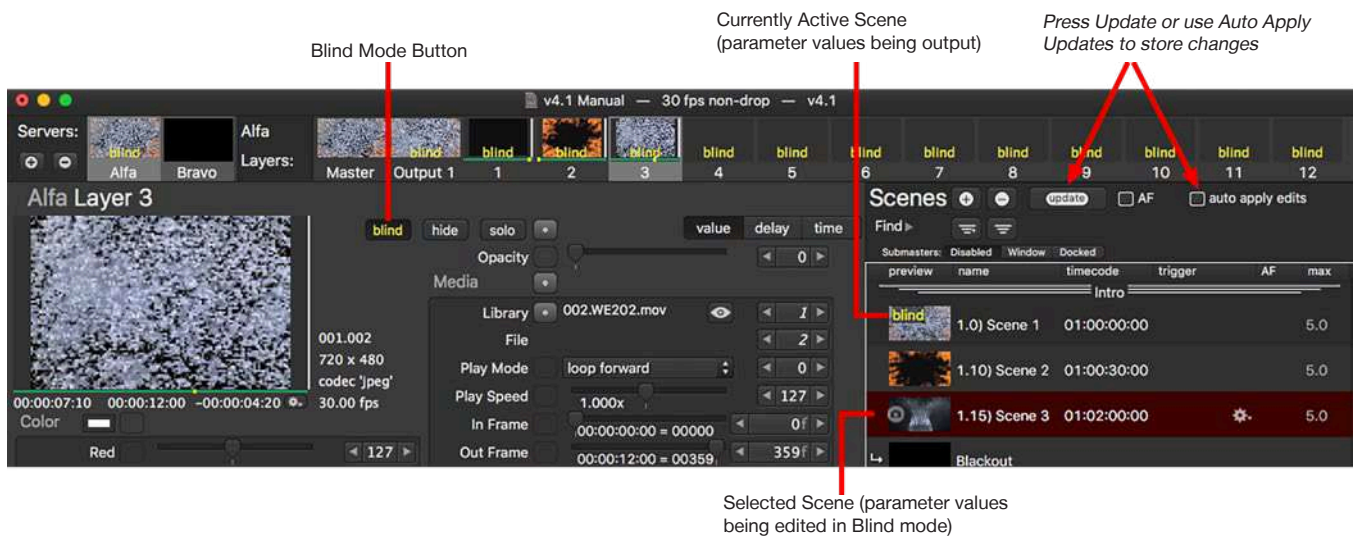 Currently Active Scene
(parameter values being output)
Press Update or use Auto Apply
Updates to store changes
Blind Mode Button
v4.1 Manual — 30 fps non-drop — v4.1
Servers:
blind
Alfa
Bravo
Alfa
Layers:
Master
blind
Output 1
blind
1
blind
2
blind
3
blind
4
blind
5
blind
6
blind
7
blind
8
blind
9
blind
10
blind
11
blind
12
Alfa Layer 3
blind hide solo value delay time
Opacity 0
Media
Library 002.WE202.mov 1
File 2
Play Mode loop forward 0
Play Speed 1.000x 127
In Frame 00:00:00:00 = 00000 0f
Out Frame 00:00:12:00 = 00359 359f
001.002
720 x 480
codec 'jpeg'
30.00 fps
00:00:07:10 00:00:12:00 -00:00:04:20
Color
Red 127
Scenes update AF auto apply edits
Find
Submasters: Disabled Window Docked
preview name timecode trigger AF max
Intro
blind 1.0) Scene 1 01:00:00:00 5.0
1.10) Scene 2 01:00:30:00 5.0
1.15) Scene 3 01:02:00:00 5.0
Blackout
Selected Scene (parameter values
being edited in Blind mode)